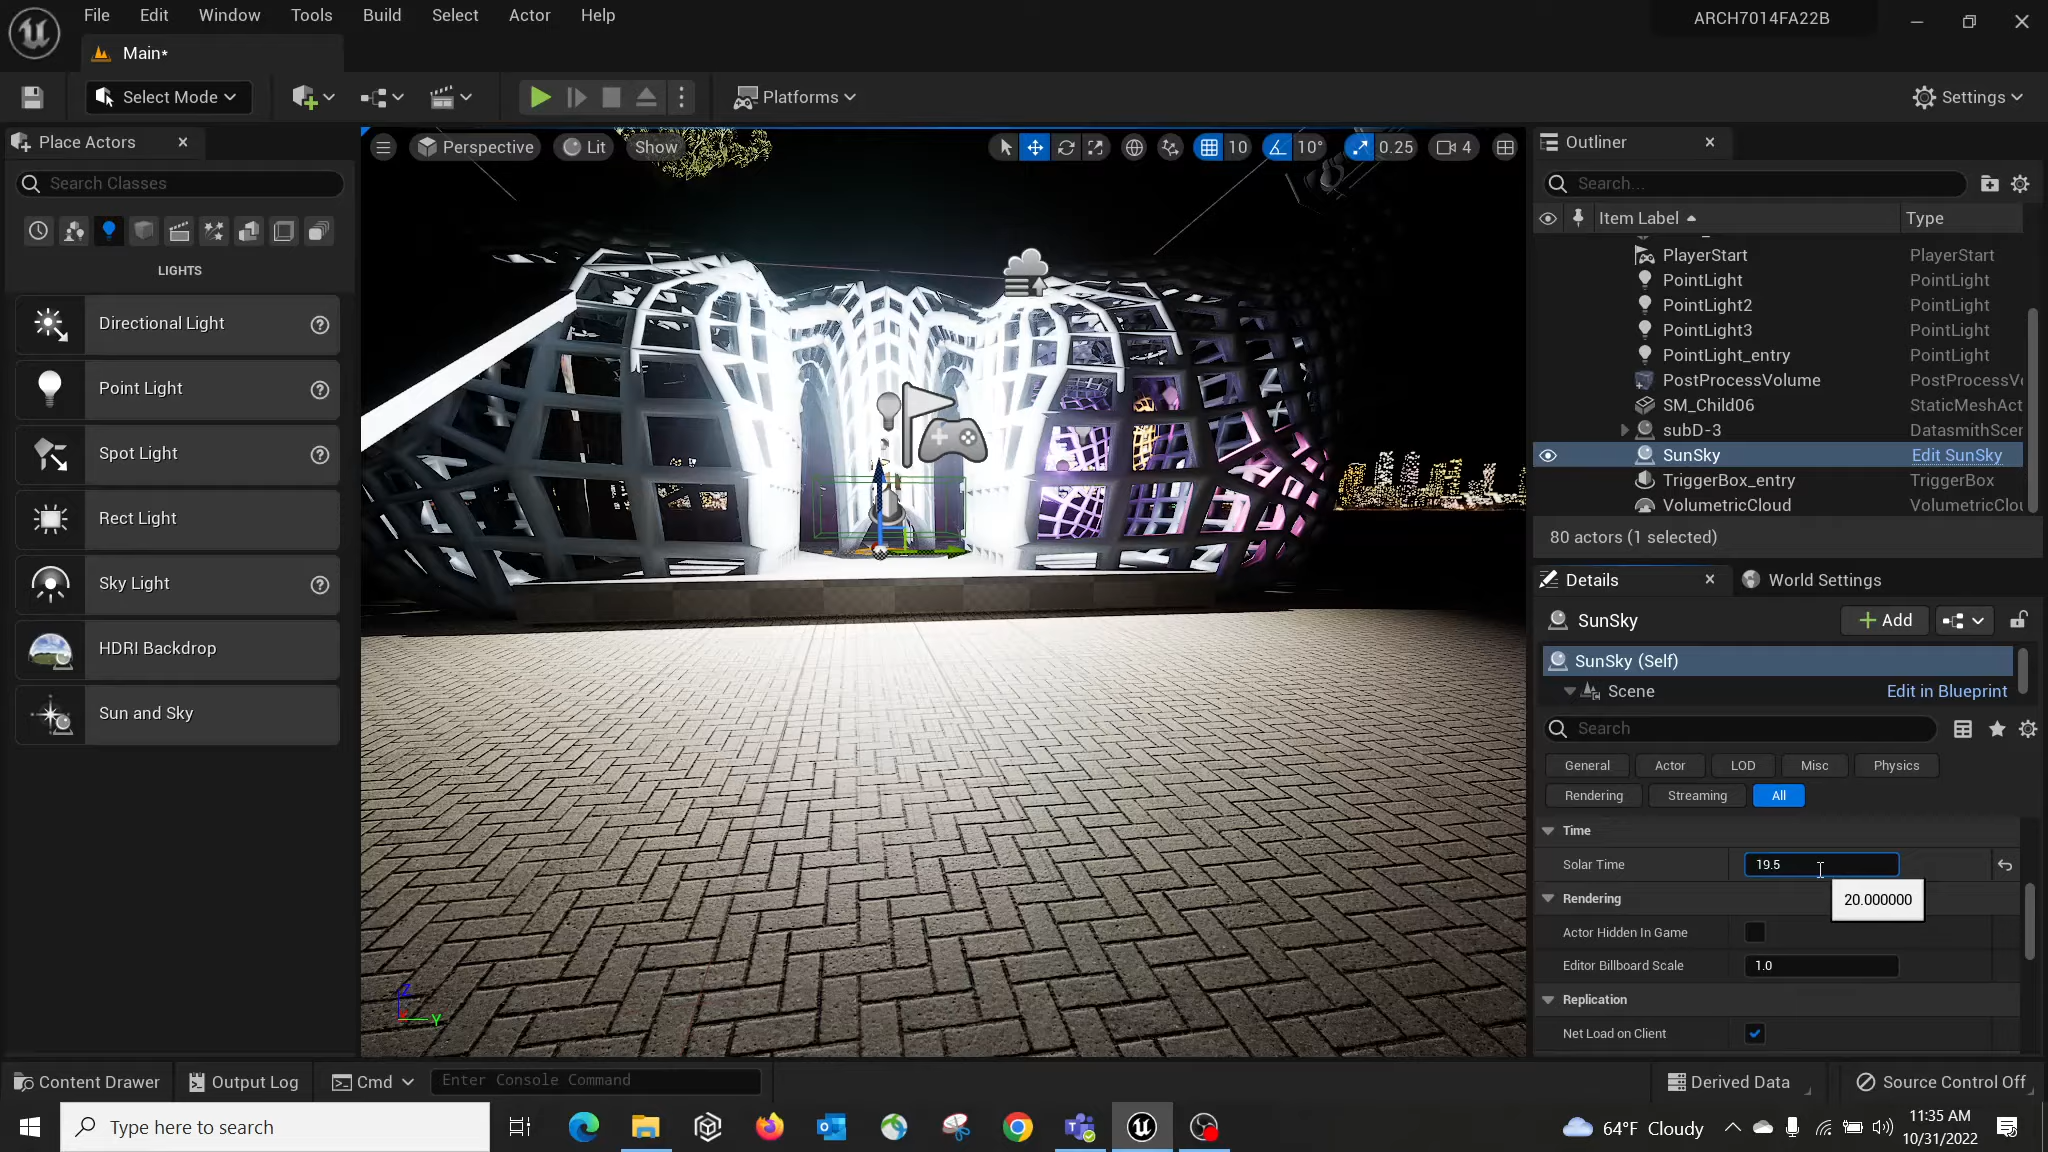 File Edit Window Tools Build Select Actor Help
ARCH7014FA22B
Main*
Select Mode
Platforms
Settings
Place Actors
Search Classes
LIGHTS
Directional Light
Point Light
Spot Light
Rect Light
Sky Light
HDRI Backdrop
Sun and Sky
Perspective Lit Show
10 10° 0.25 4
Z
Y
Outliner
Search...
Item Label Type
PlayerStart PlayerStart
PointLight PointLight
PointLight2 PointLight
PointLight3 PointLight
PointLight_entry PointLight
PostProcessVolume PostProcessV
SM_Child06 StaticMeshAct
subD-3 DatasmithScer
SunSky Edit SunSky
TriggerBox_entry TriggerBox
VolumetricCloud VolumetricClou
80 actors (1 selected)
Details World Settings
SunSky Add
SunSky (Self)
Scene Edit in Blueprint
Search
General Actor LOD Misc Physics
Rendering Streaming All
Time
Solar Time 19.5
20.000000
Rendering
Actor Hidden In Game
Editor Billboard Scale 1.0
Replication
Net Load on Client
Content Drawer Output Log Cmd Enter Console Command
Derived Data Source Control Off
Type here to search
64°F Cloudy
11:35 AM
10/31/2022